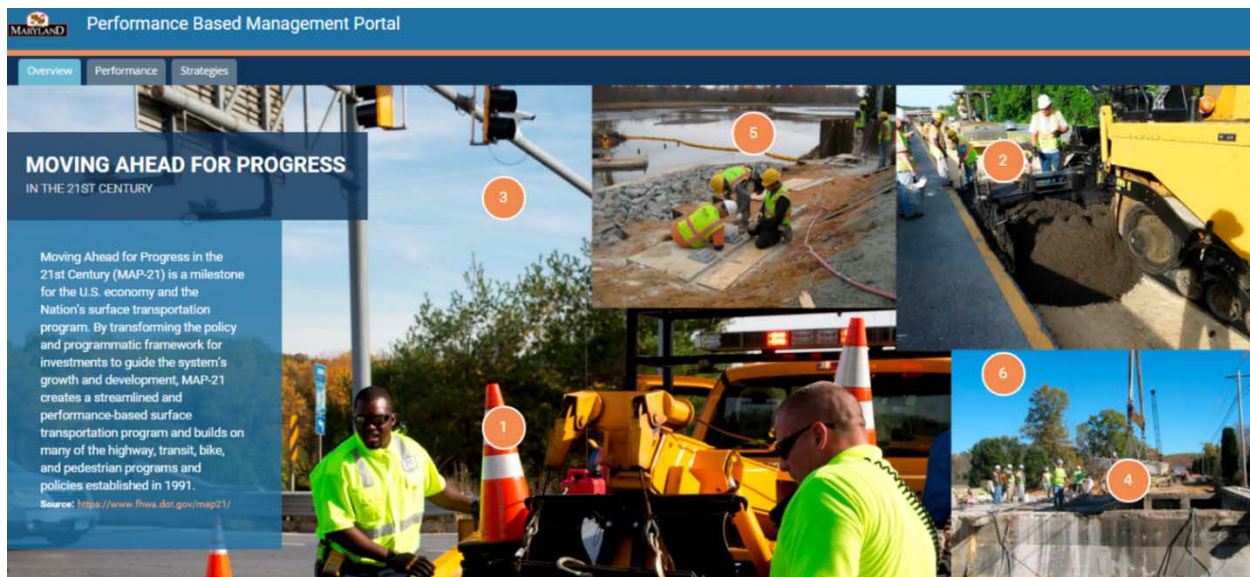 MARYLAND
Performance Based Management Portal
Overview
Performance
Strategies
MOVING AHEAD FOR PROGRESS
IN THE 21ST CENTURY
Moving Ahead for Progress in the
21st Century (MAP-21) is a milestone
for the U.S. economy and the
Nation's surface transportation
program. By transforming the policy
and programmatic framework for
investments to guide the system's
growth and development, MAP-21
creates a streamlined and
performance-based surface
transportation program and builds on
many of the highway, transit, bike,
and pedestrian programs and
policies established in 1991.
Source: https://www.fhwa.dot.gov/map21/
3
5
2
1
6
4